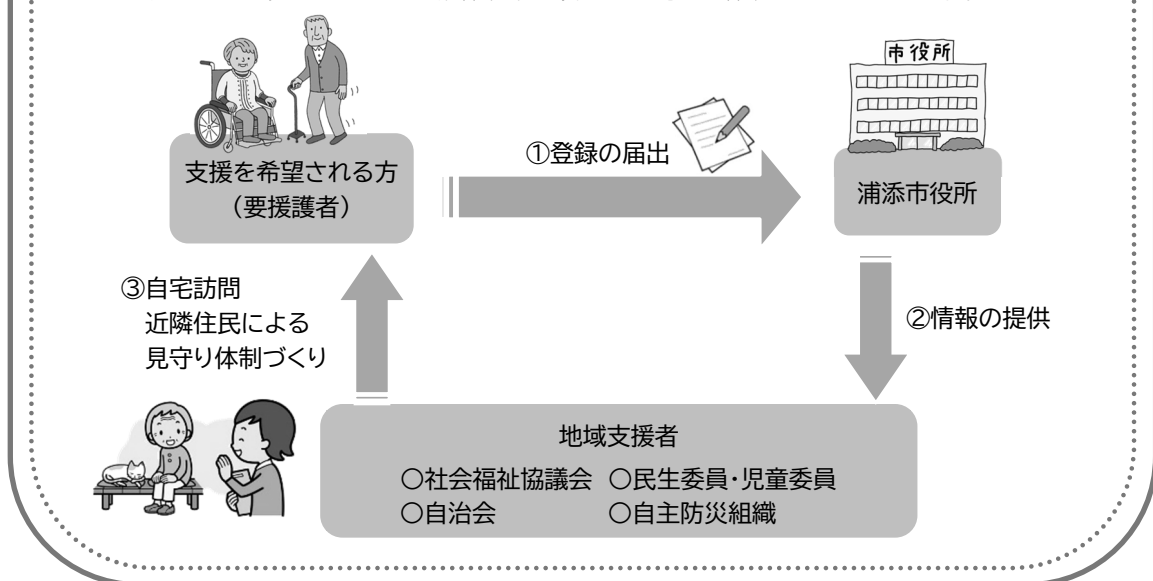 市役所
支援を希望される方
（要援護者）
①登録の届出
浦添市役所
③自宅訪問
近隣住民による
見守り体制づくり
②情報の提供
地域支援者
○社会福祉協議会 ○民生委員・児童委員
○自治会 ○自主防災組織